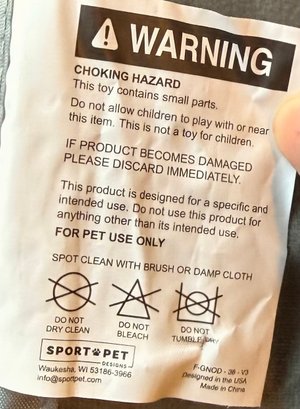 WARNING
CHOKING HAZARD
This toy contains small parts.
Do not allow children to play with or near
this item. This is not a toy for children.
IF PRODUCT BECOMES DAMAGED
PLEASE DISCARD IMMEDIATELY.
This product is designed for a specific and
intended use. Do not use this product for
anything other than its intended use.
FOR PET USE ONLY
SPOT CLEAN WITH BRUSH OR DAMP CLOTH
DO NOT
DRY CLEAN
DO NOT
BLEACH
DO NOT
TUMBLE DRY
SPORT PET
DESIGNS
Waukesha, WI 53186-3966
info@sportpet.com
F-GNOD - 36 - V3
Designed in the USA
Made in China